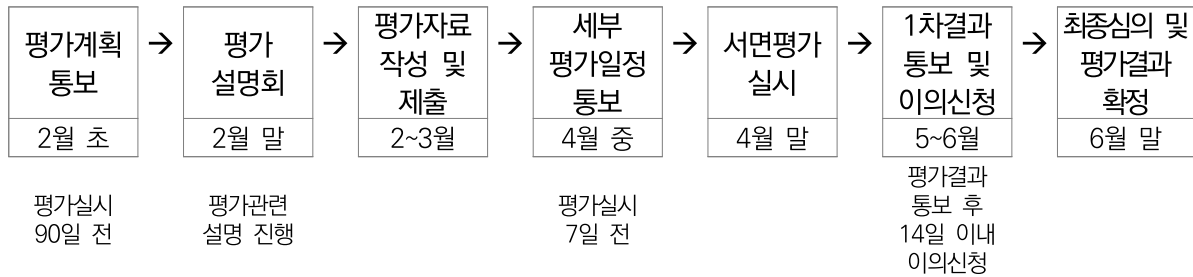 평가계획
통보
→
평가
설명회
→
평가자료
작성 및
제출
→
세부
평가일정
통보
→
서면평가
실시
→
1차결과
통보 및
이의신청
→
최종심의 및
평가결과
확정
2월 초
2월 말
2~3월
4월 중
4월 말
5~6월
6월 말
평가실시
90일 전
평가관련
설명 진행
평가실시
7일 전
평가결과
통보 후
14일 이내
이의신청